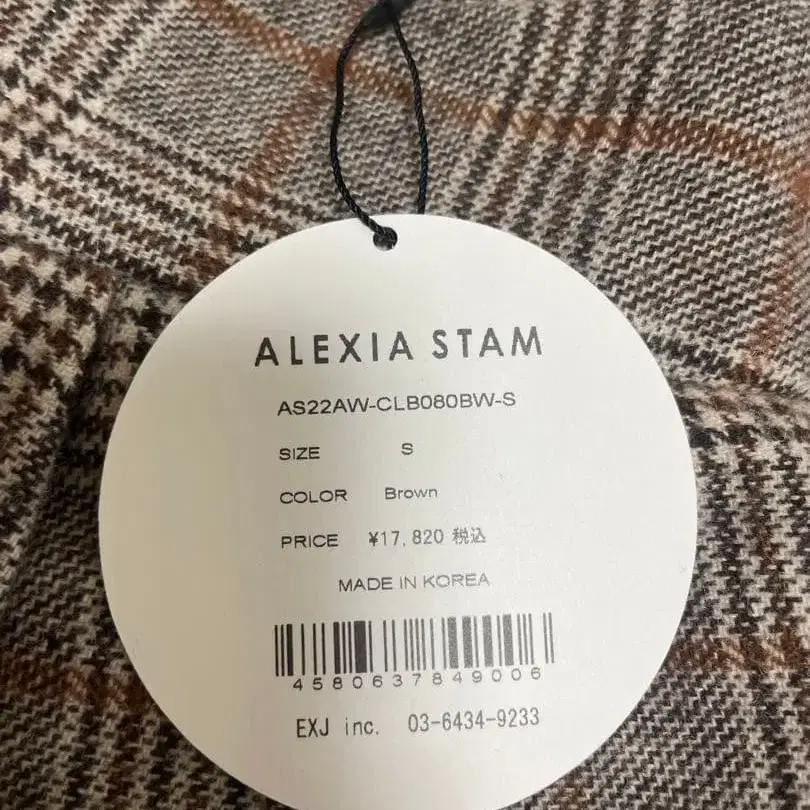 ALEXIA STAM
AS22AW-CLB080BW-S
SIZE S
COLOR Brown
PRICE ¥17,820 税込
MADE IN KOREA
4580637849006
EXJ inc. 03-6434-9233